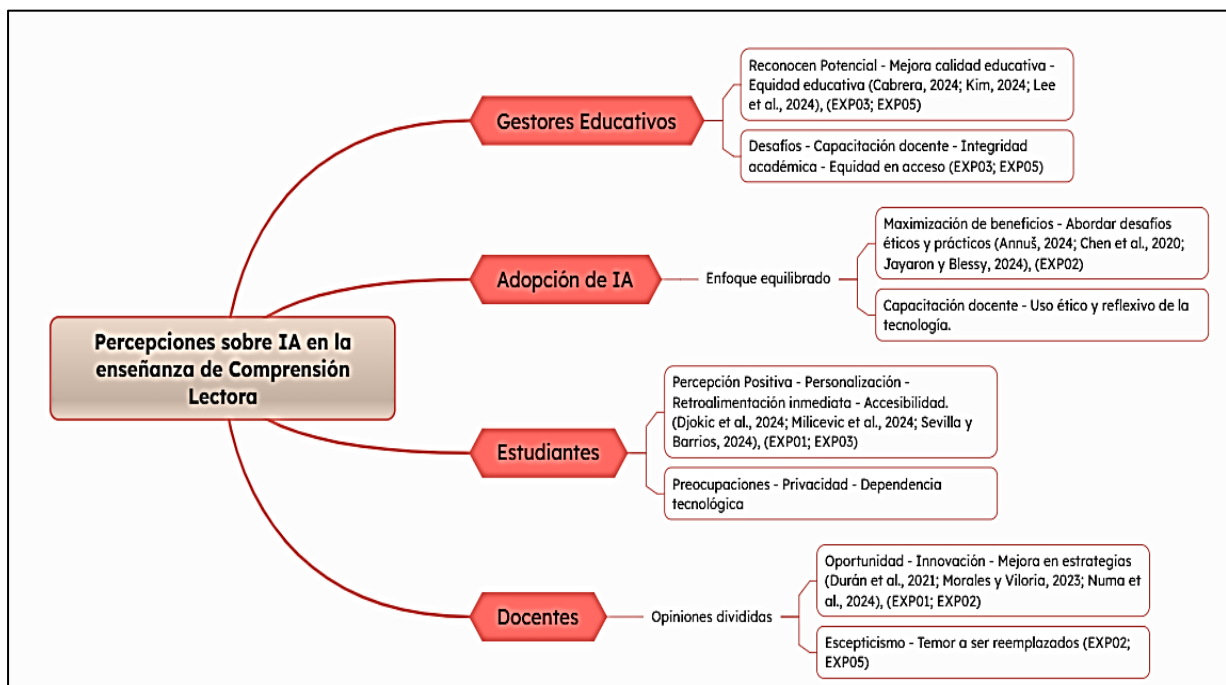 Percepciones sobre IA en la
enseñanza de Comprensión
Lectora
Gestores Educativos
Reconocen Potencial - Mejora calidad educativa -
Equidad educativa (Cabrera, 2024; Kim, 2024; Lee
et al., 2024), (EXP03; EXP05)
Desafíos - Capacitación docente - Integridad
académica - Equidad en acceso (EXP03; EXP05)
Adopción de IA
Enfoque equilibrado
Maximización de beneficios - Abordar desafíos
éticos y prácticos (Annuš, 2024; Chen et al., 2020;
Jayaron y Blessy, 2024), (EXP02)
Capacitación docente - Uso ético y reflexivo de la
tecnología.
Estudiantes
Percepción Positiva - Personalización -
Retroalimentación inmediata - Accesibilidad.
(Djokic et al., 2024; Milicevic et al., 2024; Sevilla y
Barrios, 2024), (EXP01; EXP03)
Preocupaciones - Privacidad - Dependencia
tecnológica
Docentes
Opiniones divididas
Oportunidad - Innovación - Mejora en estrategias
(Durán et al., 2021; Morales y Viloria, 2023; Numa et
al., 2024), (EXP01; EXP02)
Escepticismo - Temor a ser reemplazados (EXP02;
EXP05)